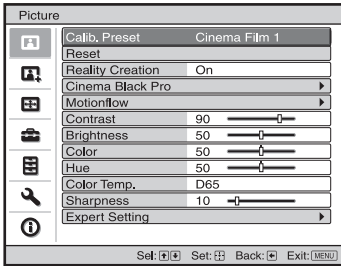 Picture
Calib. Preset Cinema Film 1
Reset
Reality Creation On
Cinema Black Pro
Motionflow
Contrast 90
Brightness 50
Color 50
Hue 50
Color Temp. D65
Sharpness 10
Expert Setting
Sel: Set: Back: Exit: MENU